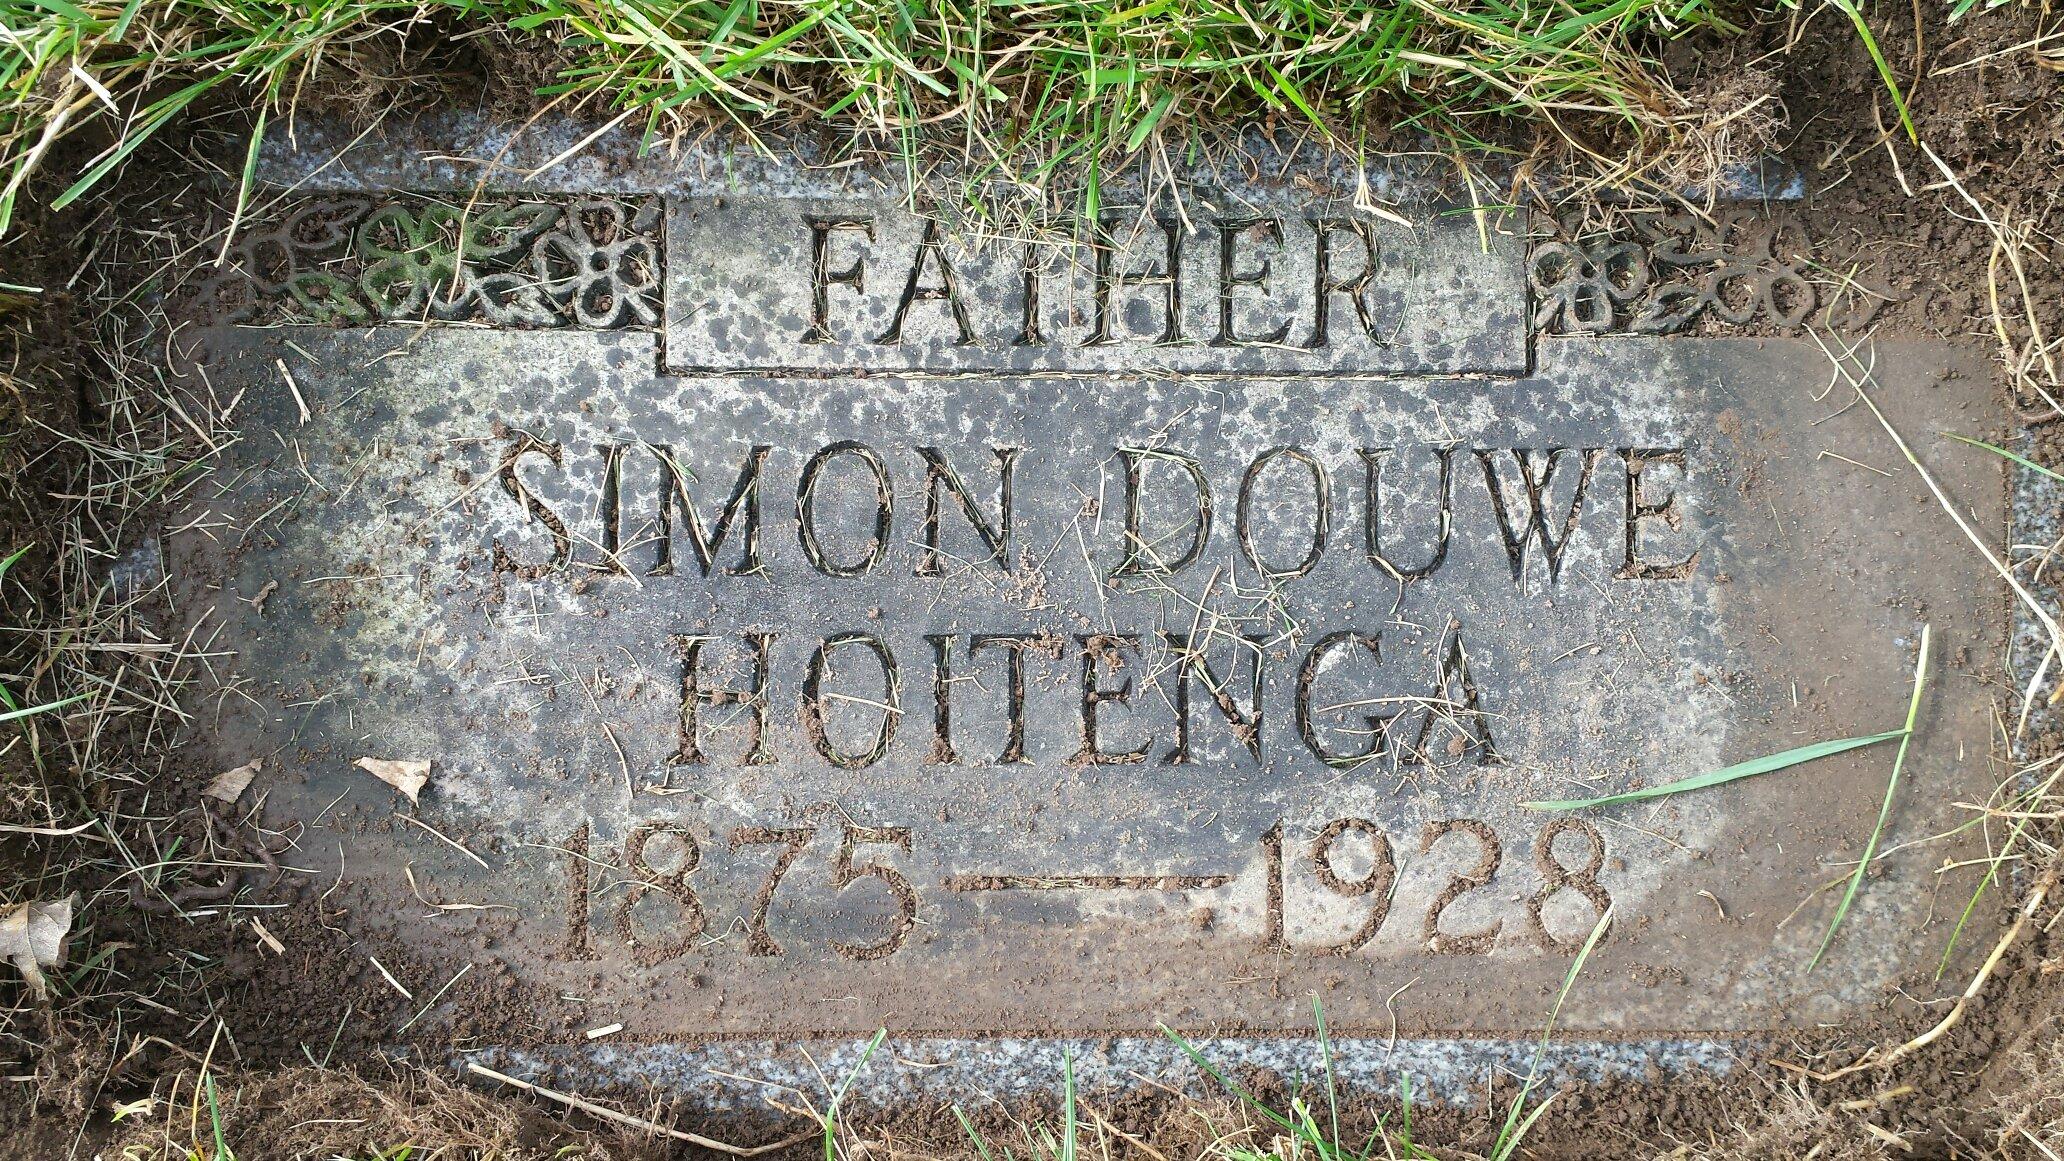 FATHER
SIMON DOUWE
HOITENGA
1875 — 1928